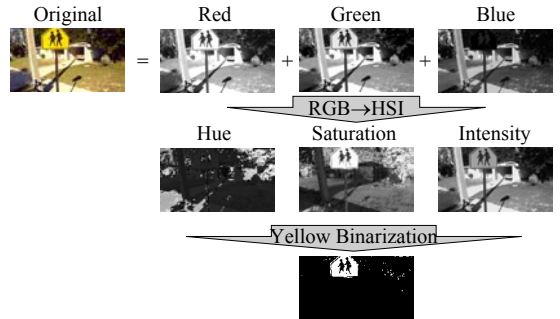 Original Red Green Blue
= + +
RGB→HSI
Hue Saturation Intensity
Yellow Binarization